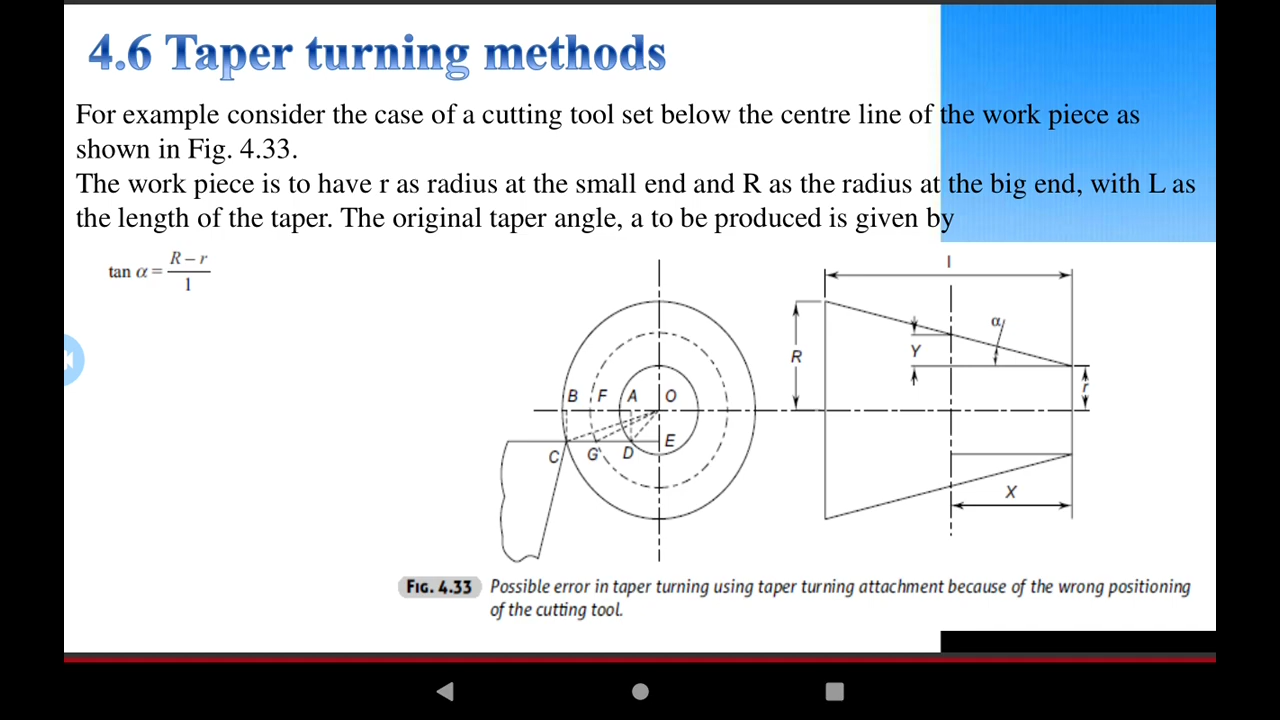 4.6 Taper turning methods
For example consider the case of a cutting tool set below the centre line of the work piece as
shown in Fig. 4.33.
The work piece is to have r as radius at the small end and R as the radius at the big end, with L as
the length of the taper. The original taper angle, a to be produced is given by
tan α = R – r
1
l
α
Y
R
r
B F A O
E
C G D
X
FIG. 4.33 Possible error in taper turning using taper turning attachment because of the wrong positioning
of the cutting tool.